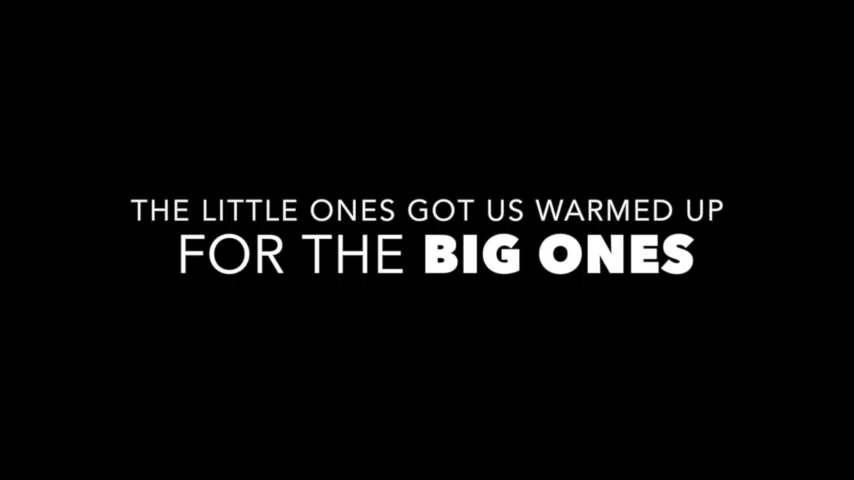 THE LITTLE ONES GOT US WARMED UP
FOR THE BIG ONES